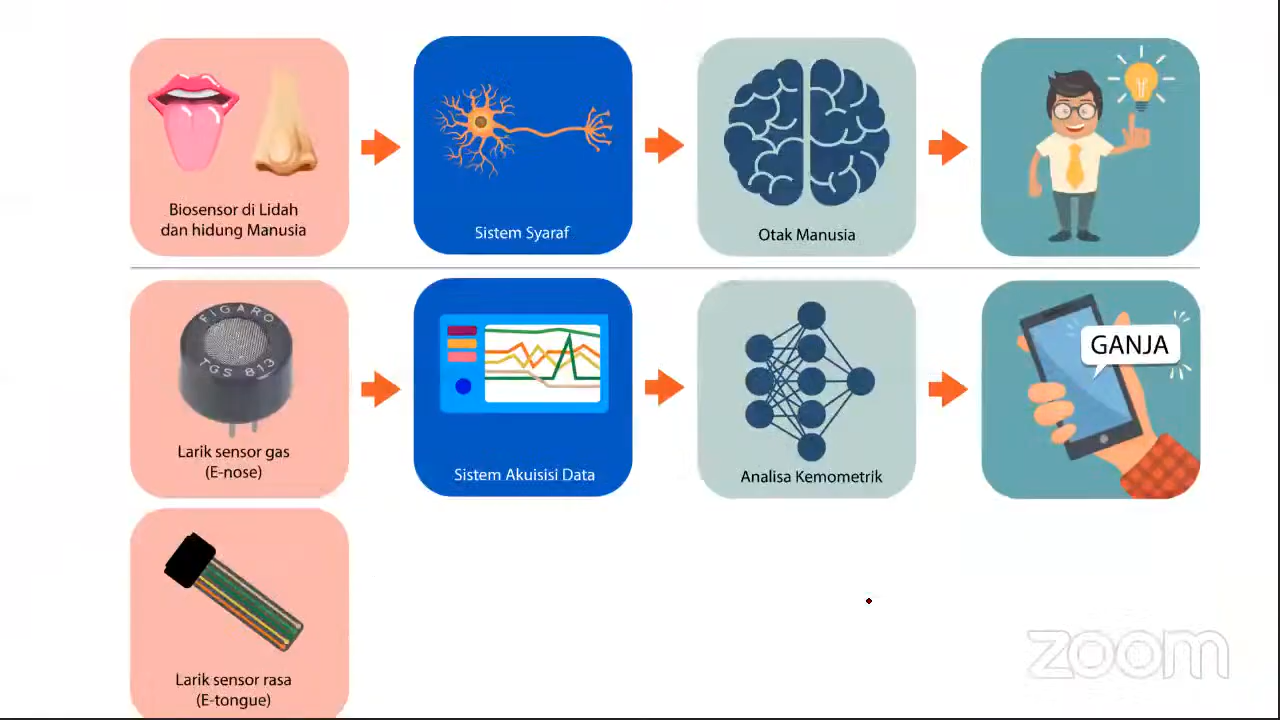 Biosensor di Lidah
dan hidung Manusia
Sistem Syaraf
Otak Manusia
FIGARO
TGS 813
Larik sensor gas
(E-nose)
Sistem Akuisisi Data
Analisa Kemometrik
GANJA
Larik sensor rasa
(E-tongue)
zoom